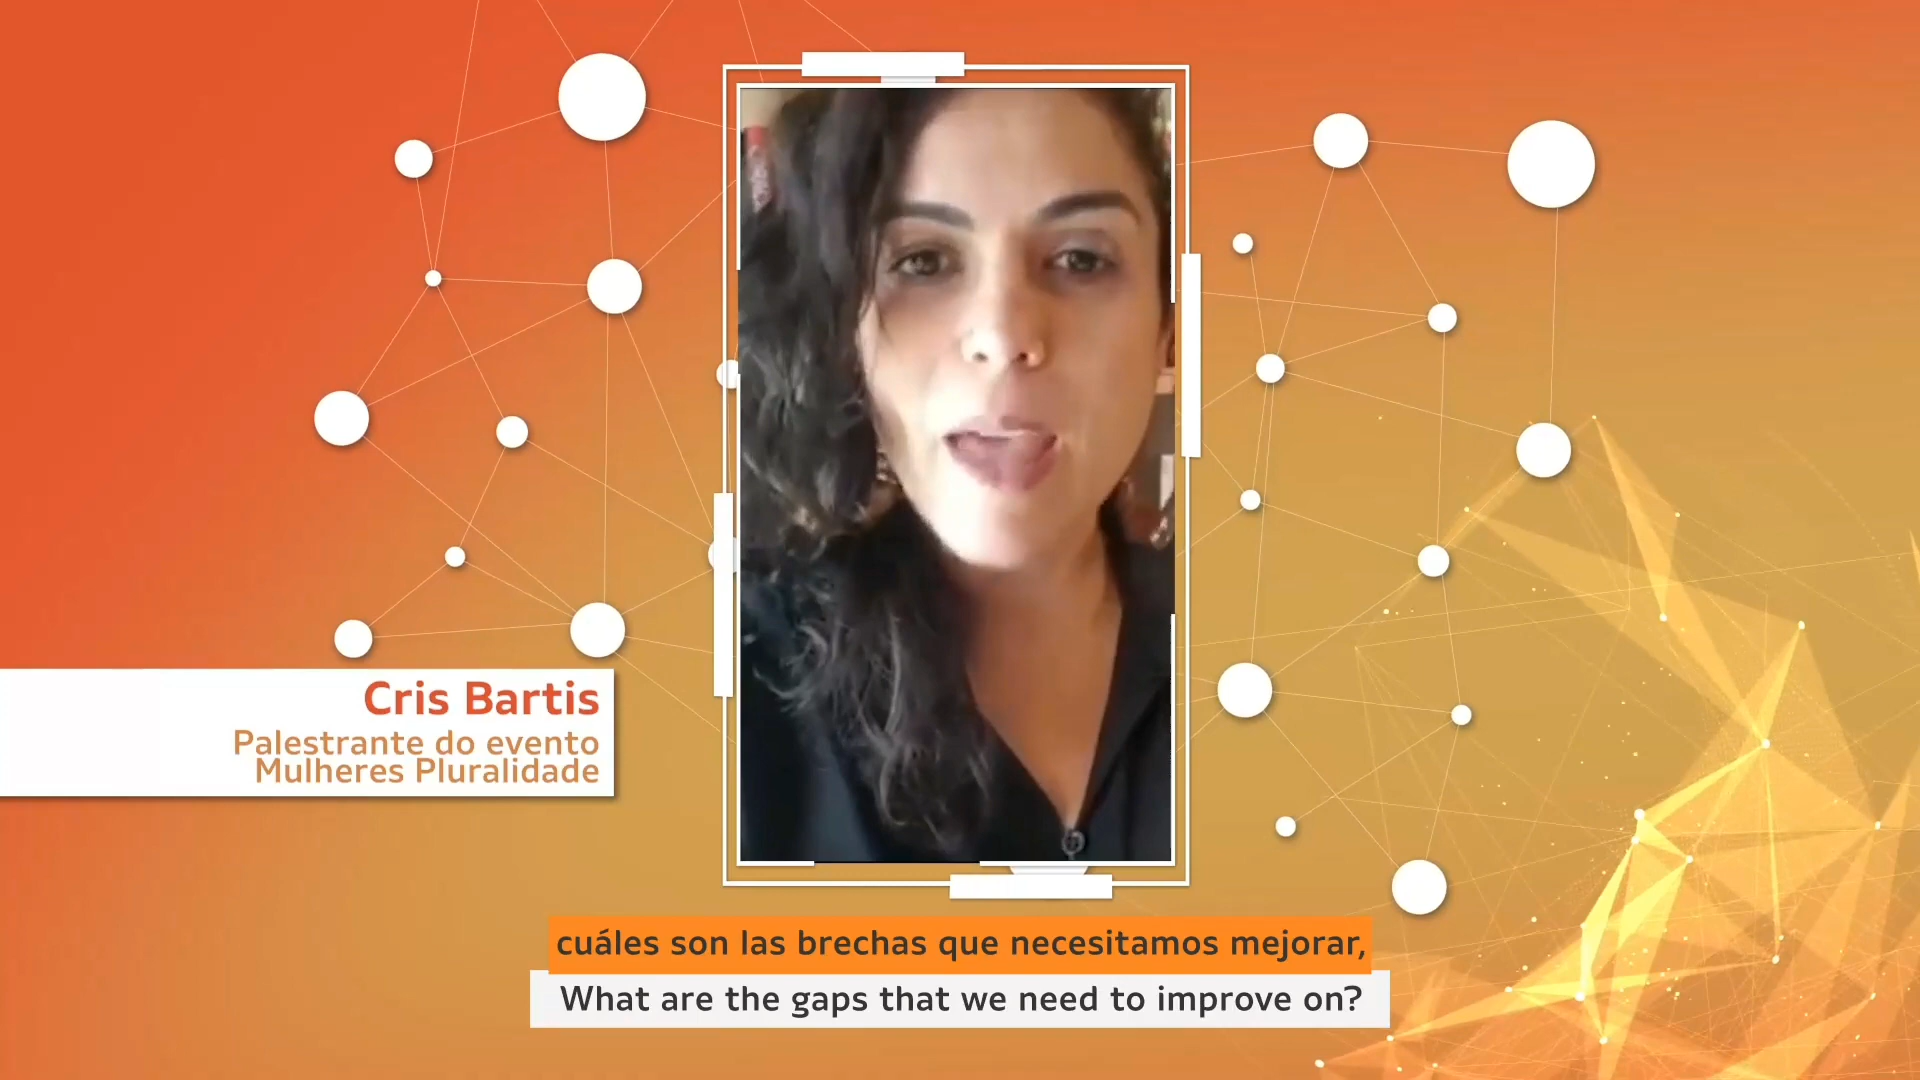 Cris Bartis
Palestrante do evento
Mulheres Pluralidade
cuáles son las brechas que necesitamos mejorar,
What are the gaps that we need to improve on?